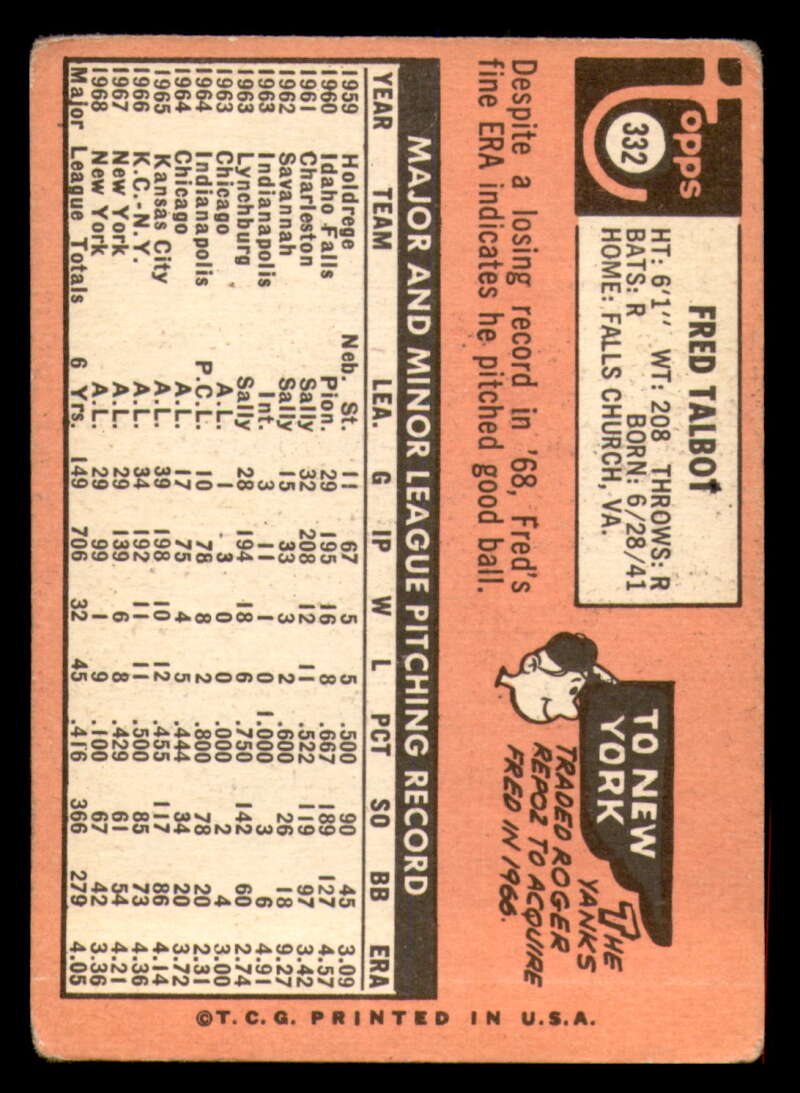 Topps
332
FRED TALBOT
HT: 6'1" WT: 208 THROWS: R
BATS: R BORN: 6/28/41
HOME: FALLS CHURCH, VA.
TO NEW
YORK
THE
YANKS
TRADED ROGER
REPOZ TO ACQUIRE
FRED IN 1966.
Despite a losing record in '68, Fred's
fine ERA indicates he pitched good ball.
MAJOR AND MINOR LEAGUE PITCHING RECORD
YEAR TEAM LEA. G IP W L PCT SO BB ERA
1959 Holdrege Neb. St. 11 67 5 5 .500 90 45 3.09
1960 Idaho Falls Pion. 29 195 16 8 .667 189 127 4.57
1961 Charleston Sally 32 208 12 11 .522 119 97 3.42
1962 Savannah Sally 15 33 3 2 .600 26 18 9.27
1963 Indianapolis Int. 3 11 1 0 1.000 3 6 4.91
1963 Lynchburg Sally 28 194 18 6 .750 142 60 2.74
1963 Chicago A.L. 1 3 0 0 .000 2 4 3.00
1964 Indianapolis P.C.L. 10 78 8 2 .800 78 20 2.31
1964 Chicago A.L. 17 75 4 5 .444 34 20 3.72
1965 Kansas City A.L. 39 198 10 12 .455 117 86 4.14
1966 K.C.-N.Y. A.L. 34 192 11 11 .500 85 73 4.36
1967 New York A.L. 29 139 6 8 .429 61 54 4.21
1968 New York A.L. 29 99 1 9 .100 67 42 3.36
Major League Totals 6 Yrs. 149 706 32 45 .416 366 279 4.05
©T.C.G. PRINTED IN U.S.A.